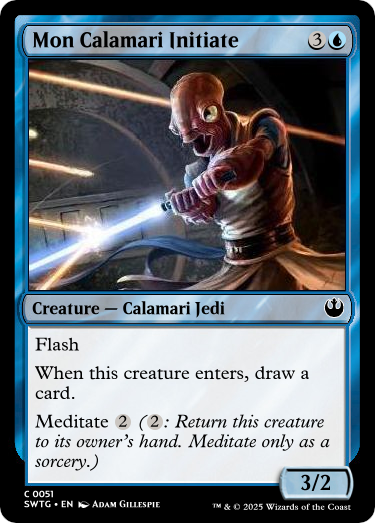 Mon Calamari Initiate 3
Creature — Calamari Jedi
Flash
When this creature enters, draw a
card.
Meditate 2 (2: Return this creature
to its owner's hand. Meditate only as a
sorcery.)
3/2
C 0051
SWTG • EN Adam Gillespie
™ & © 2025 Wizards of the Coast